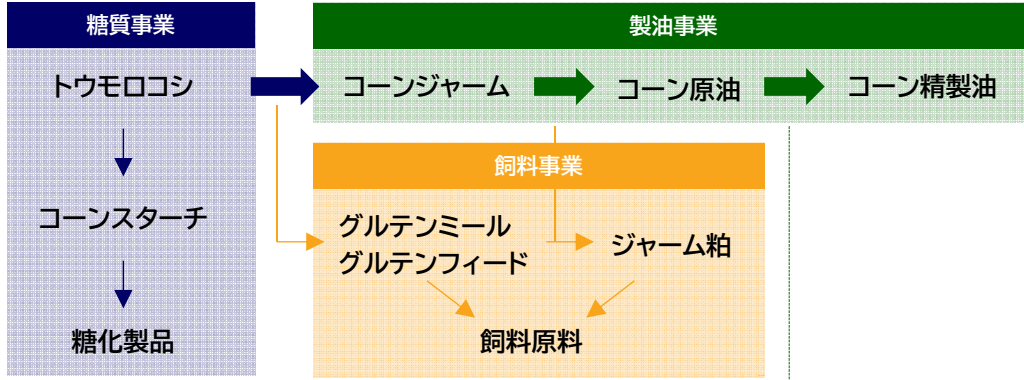 糖質事業
トウモロコシ
コーンスターチ
糖化製品
製油事業
コーンジャーム
コーン原油
コーン精製油
飼料事業
グルテンミール
グルテンフィード
ジャーム粕
飼料原料